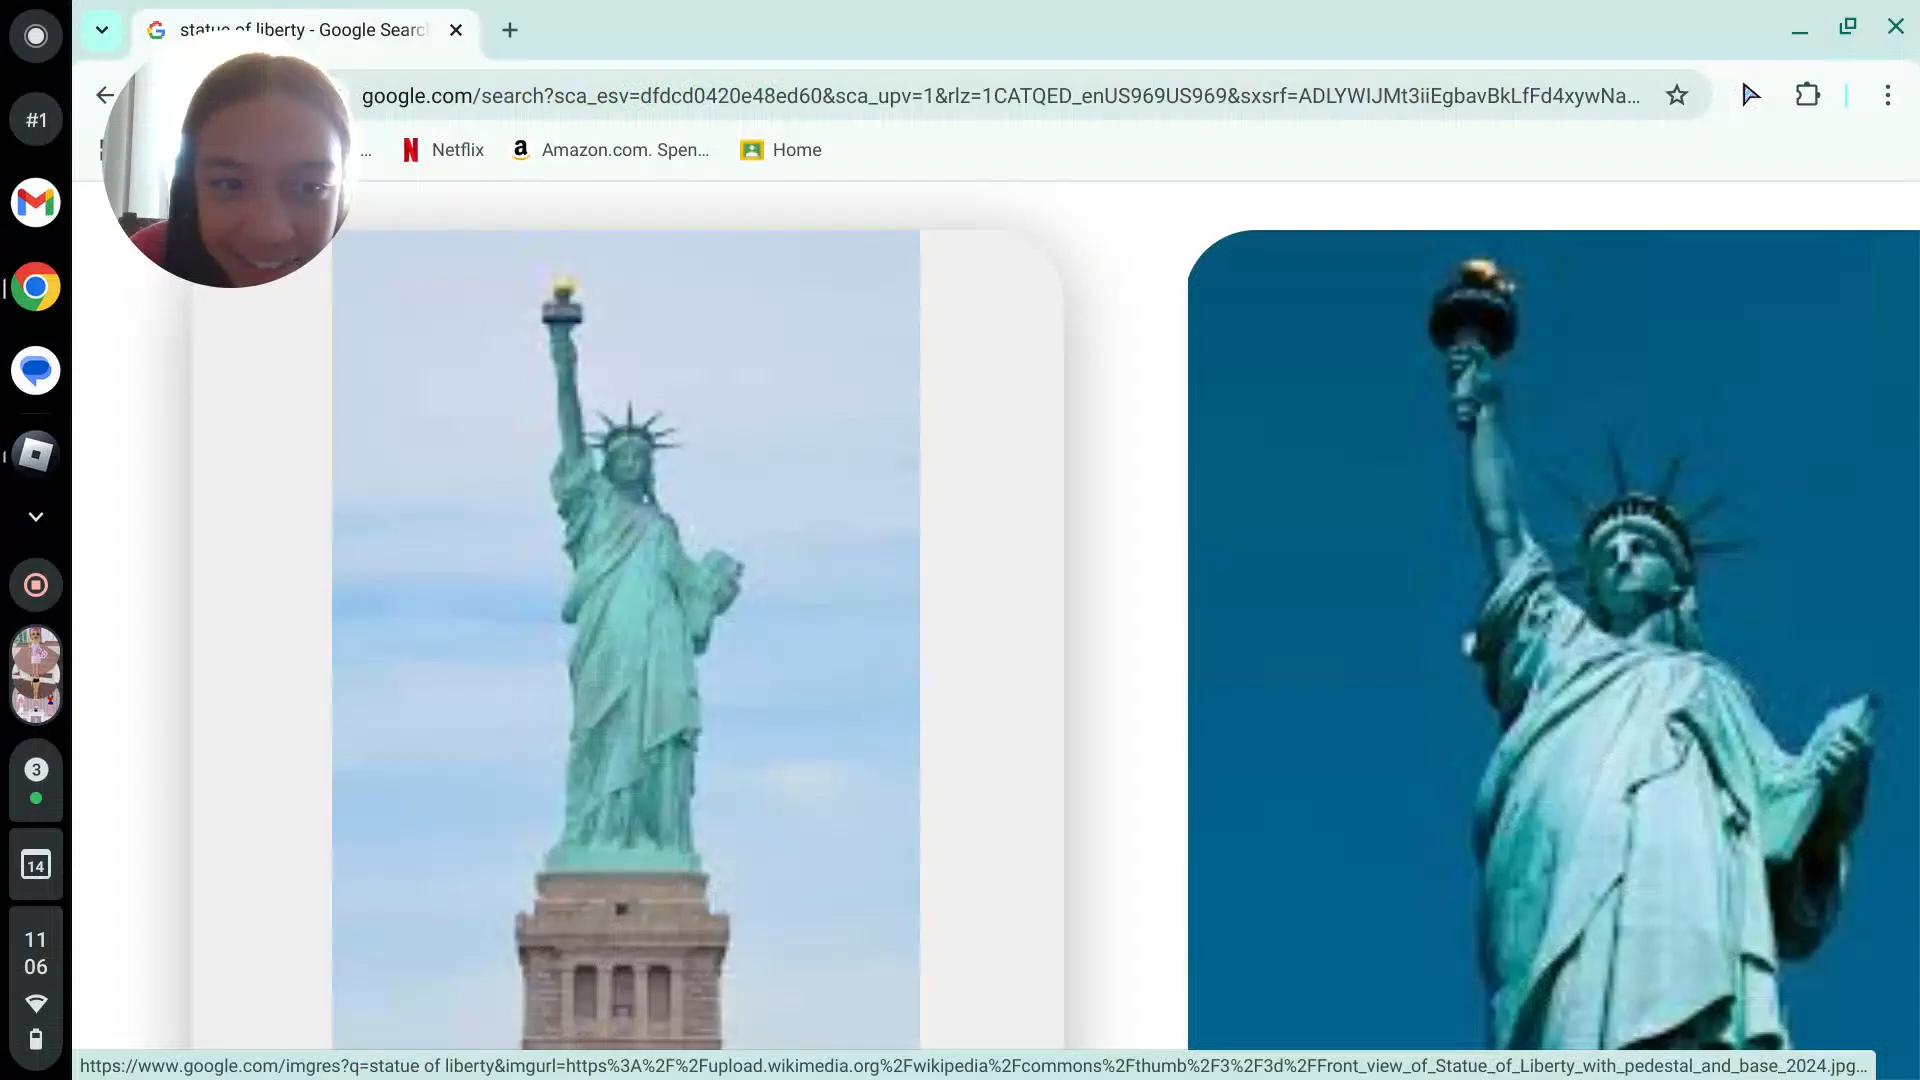 statue of liberty - Google Searc
google.com/search?sca_esv=dfdcd0420e48ed60&sca_upv=1&rlz=1CATQED_enUS969US969&sxsrf=ADLYWIJMt3iiEgbavBkLfFd4xywNa...
#1
... Netflix Amazon.com. Spen... Home
3
14
11
06
https://www.google.com/imgres?q=statue of liberty&imgurl=https%3A%2F%2Fupload.wikimedia.org%2Fwikipedia%2Fcommons%2Fthumb%2F3%2F3d%2FFront_view_of_Statue_of_Liberty_with_pedestal_and_base_2024.jpg...